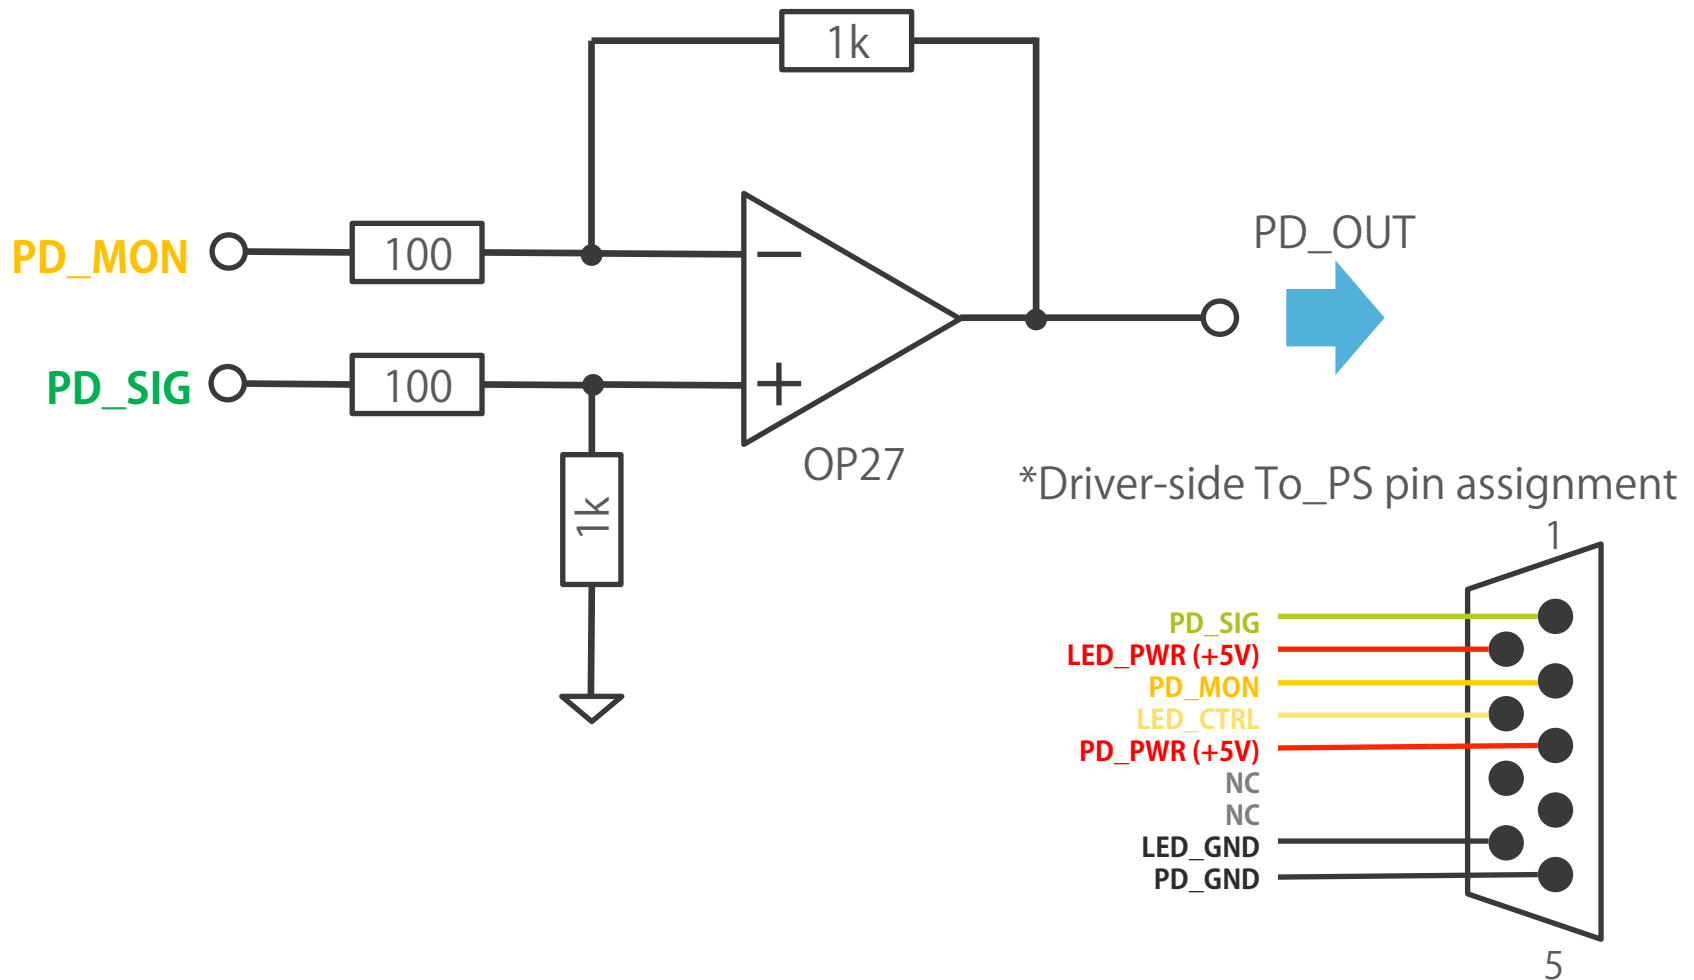 1k
PD_MON
100
PD_OUT
PD_SIG
100
OP27
1k
*Driver-side To_PS pin assignment
1
PD_SIG
LED_PWR (+5V)
PD_MON
LED_CTRL
PD_PWR (+5V)
NC
NC
LED_GND
PD_GND
5